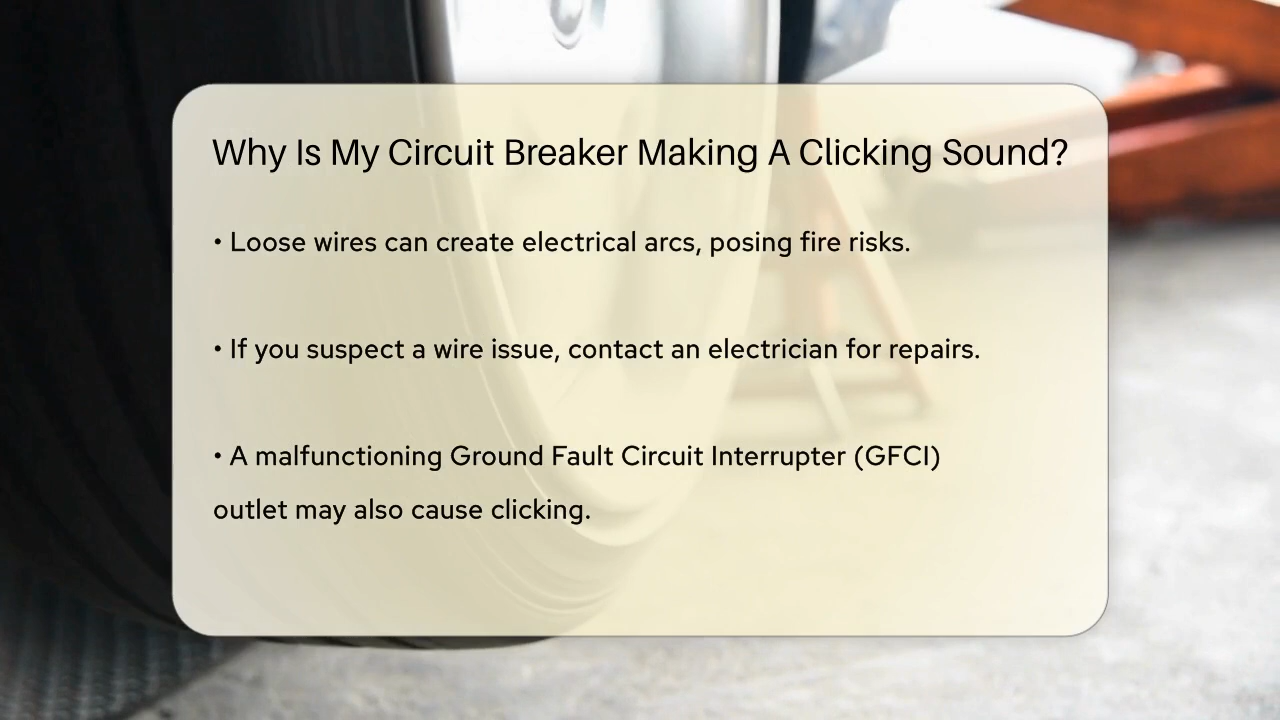 Why Is My Circuit Breaker Making A Clicking Sound?
• Loose wires can create electrical arcs, posing fire risks.
• If you suspect a wire issue, contact an electrician for repairs.
• A malfunctioning Ground Fault Circuit Interrupter (GFCI)
outlet may also cause clicking.